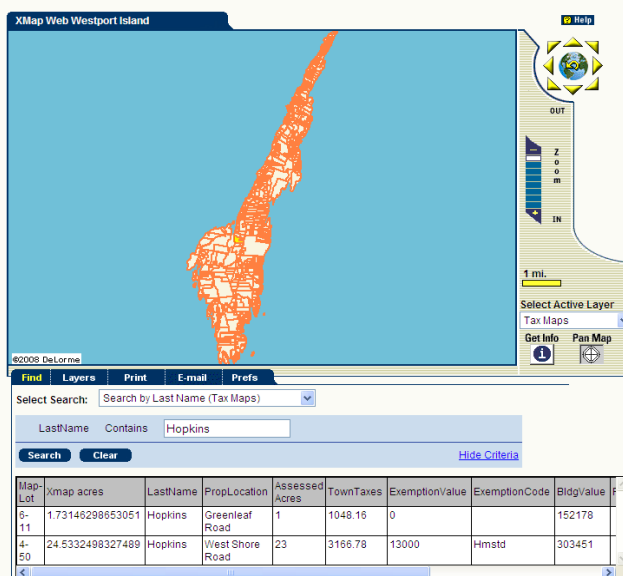 XMap Web Westport Island
? Help
OUT
Zoom
IN
1 mi.
Select Active Layer
Tax Maps
Get Info Pan Map
©2008 DeLorme
Find Layers Print E-mail Prefs
Select Search: Search by Last Name (Tax Maps)
LastName Contains Hopkins
Search Clear Hide Criteria
Map-Lot Xmap acres LastName PropLocation Assessed Acres TownTaxes ExemptionValue ExemptionCode BldgValue
6-11 1.73146298653051 Hopkins Greenleaf Road 1 1048.16 0 152178
4-50 24.5332498327489 Hopkins West Shore Road 23 3166.78 13000 Hmstd 303451